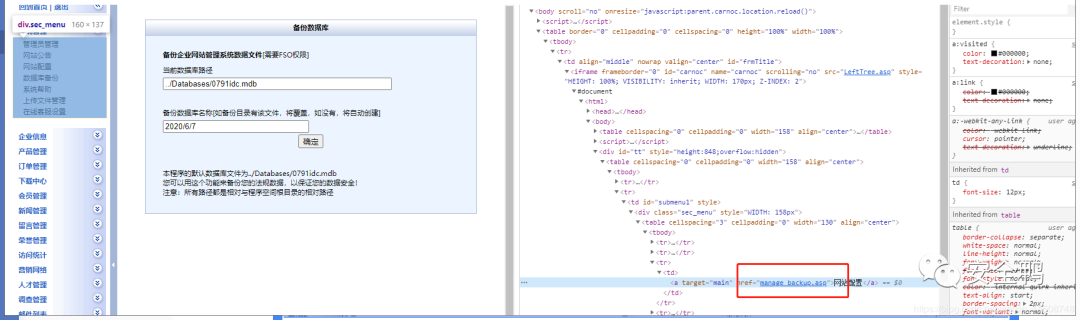 回到首页 | 退出
div.sec_menu 160 × 137
管理员管理
网站公告
网站配置
数据库备份
系统帮助
上传文件管理
在线客服设置
企业信息
产品管理
订单管理
下载中心
会员管理
新闻管理
留言管理
荣誉管理
访问统计
营销网络
人才管理
调查管理
邮件列表
备份数据库
备份企业网站管理系统数据文件[需要FSO权限]
当前数据库路径
../Databases/0791idc.mdb
备份数据库名称[如备份目录有该文件，将覆盖，如没有，将自动创建]
2020/6/7
确定
本程序的默认数据库文件为../Databases/0791idc.mdb
您可以用这个功能来备份您的法规数据，以保证您的数据安全！
注意：所有路径都是相对与程序空间根目录的相对路径
▼<body scroll="no" onresize="javascript:parent.carnoc.location.reload()">
▶<script>…</script>
▼<table border="0" cellpadding="0" cellspacing="0" height="100%" width="100%">
▼<tbody>
▼<tr>
▼<td align="middle" nowrap valign="center" id="frmTitle">
▼<iframe frameborder="0" id="carnoc" name="carnoc" scrolling="no" src="LeftTree.asp" style=
"HEIGHT: 100%; VISIBILITY: inherit; WIDTH: 170px; Z-INDEX: 2">
▼#document
▼<html>
▶<head>…</head>
▼<body>
▶<table cellspacing="0" cellpadding="0" width="158" align="center">…</table>
▶<script>…</script>
▼<div id="tt" style="height:848;overflow:hidden">
▼<table cellspacing="0" cellpadding="0" width="158" align="center">
▼<tbody>
▶<tr>…</tr>
▼<tr>
▼<td id="submenu1" style>
▼<div class="sec_menu" style="WIDTH: 158px">
▼<table cellspacing="3" cellpadding="0" width="130" align="center">
▼<tbody>
▶<tr>…</tr>
▶<tr>…</tr>
▼<tr>
▼<td>
<a target="main" href="manage_backup.asp">网站配置</a> == $0
</td>
</tr>
▶<tr>…</tr>
Filter
element.style {
}
a:visited {
color: #000000;
text-decoration: ▶ none;
}
a:link {
color: #000000;
text-decoration: ▶ none;
}
a:-webkit-any-link { user ag
color: -webkit-link;
cursor: pointer;
text-decoration: ▶ underline;
}
Inherited from td
td {
font-size: 12px;
}
Inherited from table
table { user ag
border-collapse: separate;
white-space: normal;
line-height: normal;
font-weight: normal;
text-align: start;
border-spacing: ▶ 2px;
font-variant: normal;